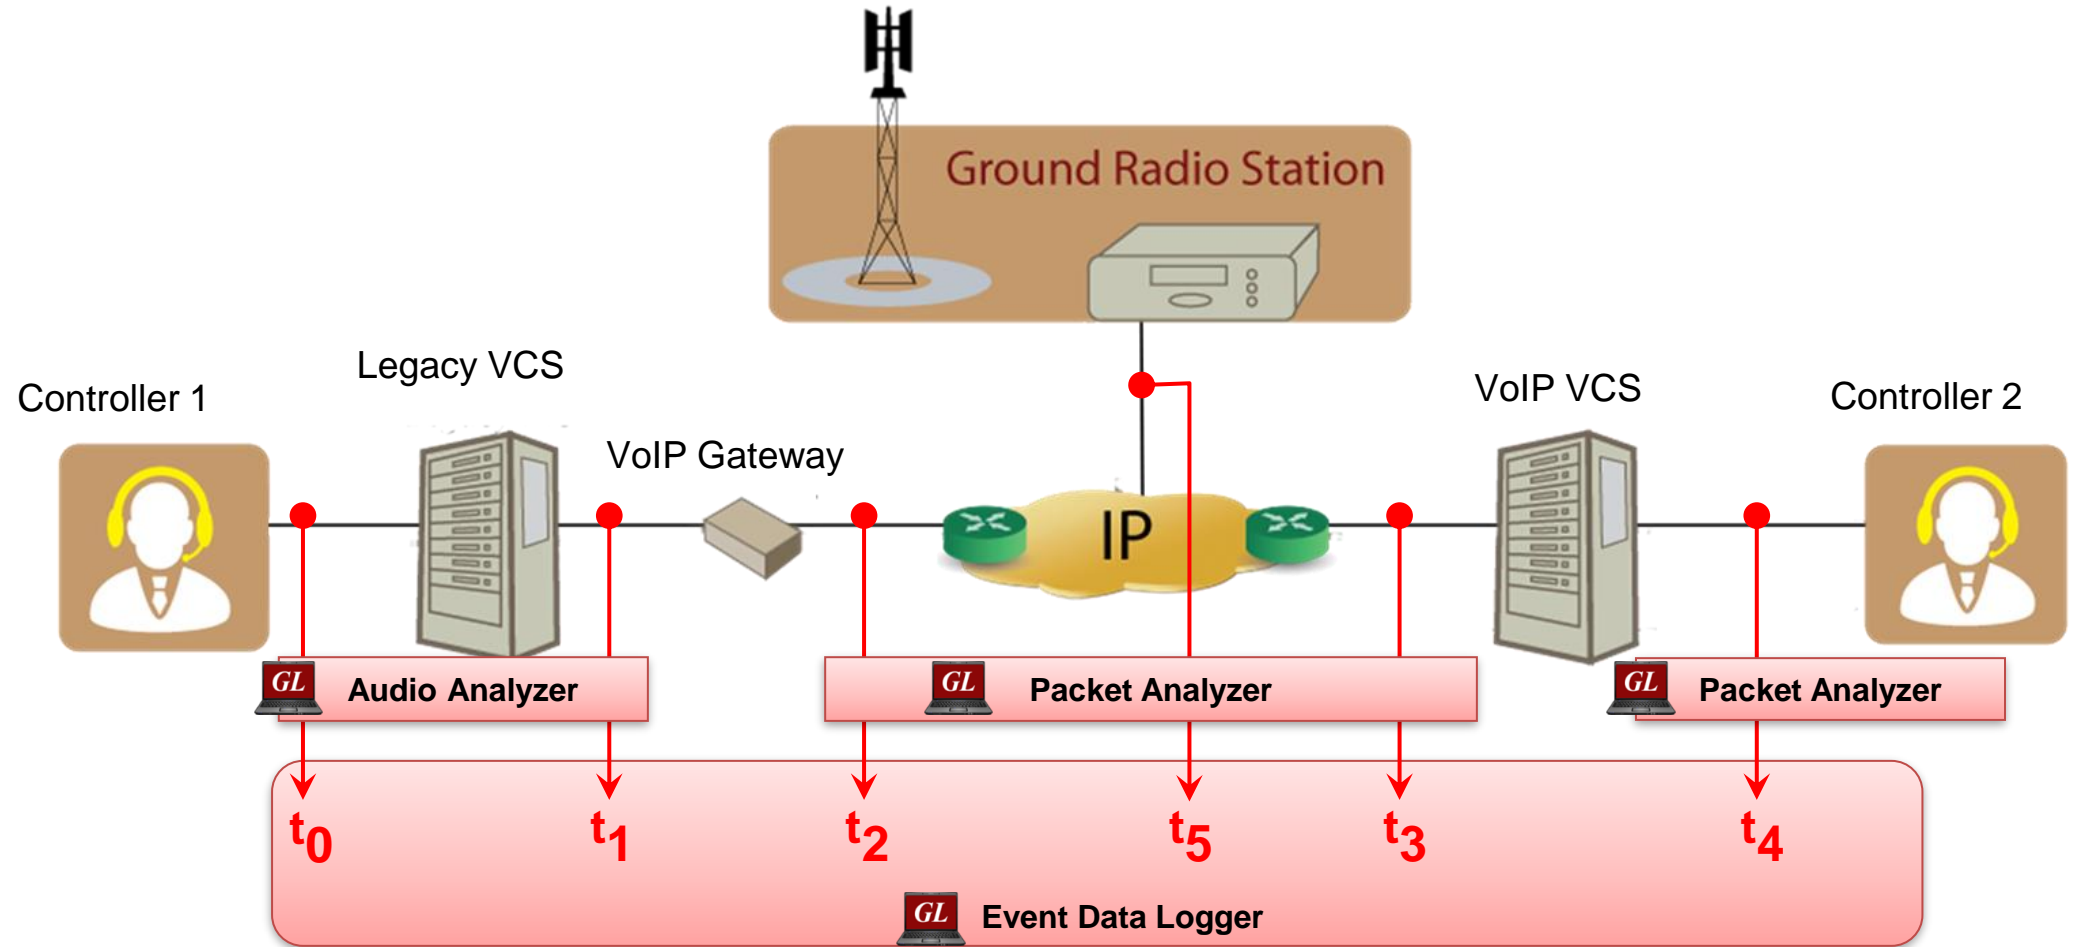 Ground Radio Station
Legacy VCS
Controller 1
VoIP VCS
Controller 2
VoIP Gateway
IP
GL Audio Analyzer
GL Packet Analyzer
GL Packet Analyzer
t0 t1 t2 t5 t3 t4
GL Event Data Logger